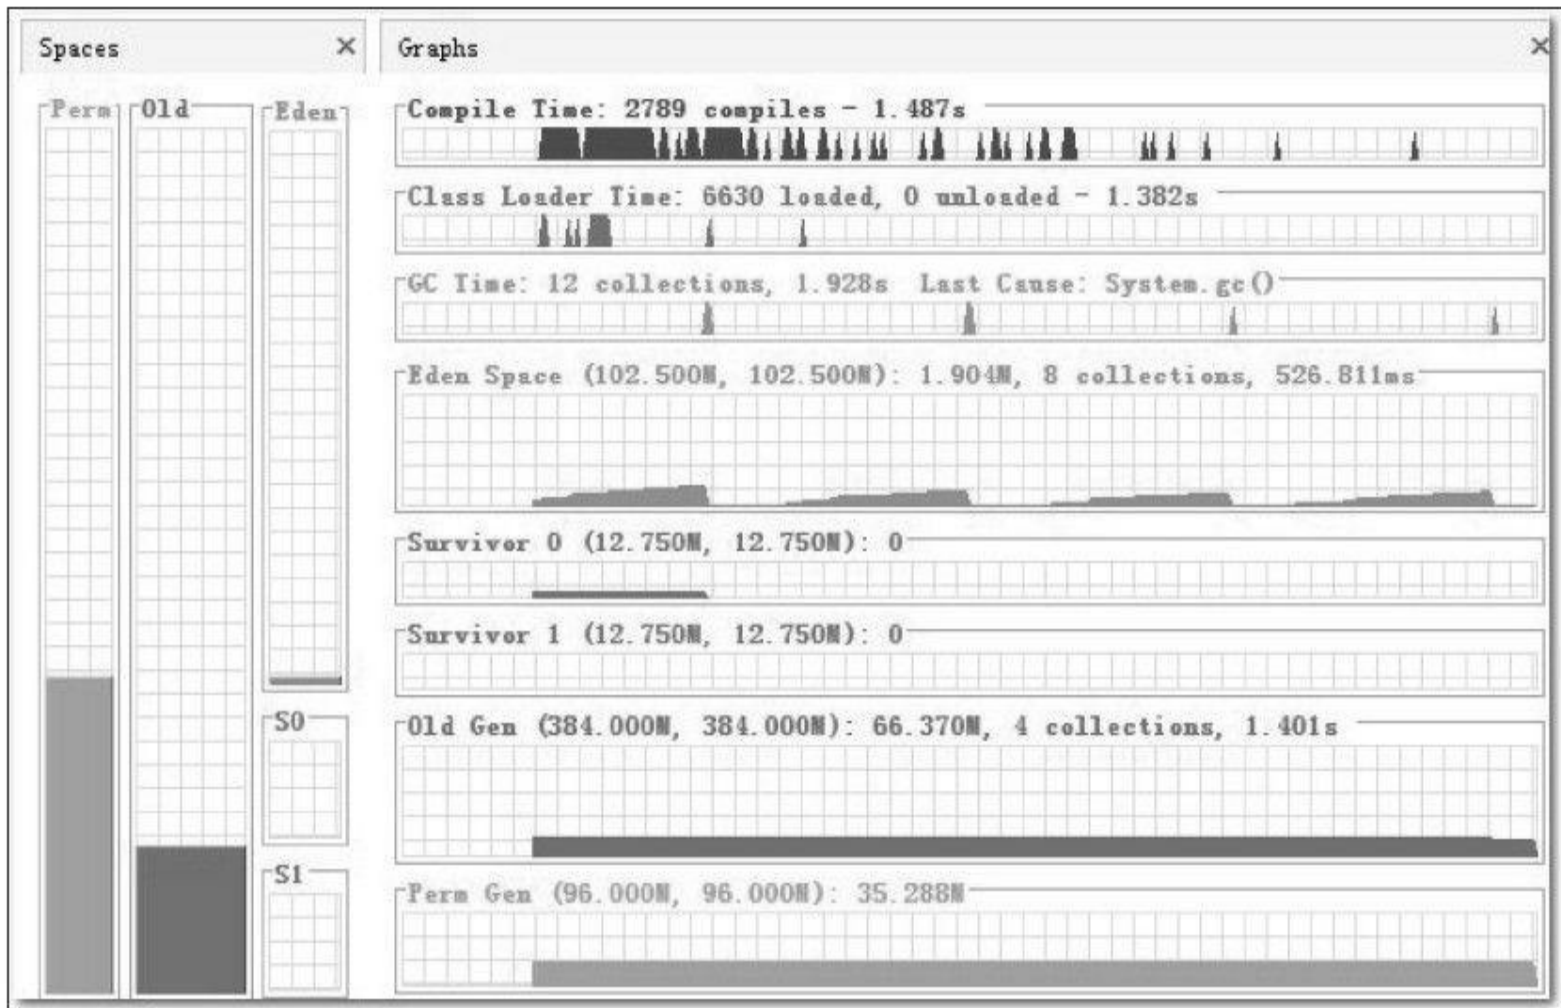 Spaces ×
Graphs ×
Perm
Old
Eden
S0
S1
Compile Time: 2789 compiles - 1.487s
Class Loader Time: 6630 loaded, 0 unloaded - 1.382s
GC Time: 12 collections, 1.928s Last Cause: System.gc()
Eden Space (102.500M, 102.500M): 1.904M, 8 collections, 526.811ms
Survivor 0 (12.750M, 12.750M): 0
Survivor 1 (12.750M, 12.750M): 0
Old Gen (384.000M, 384.000M): 66.370M, 4 collections, 1.401s
Perm Gen (96.000M, 96.000M): 35.288M